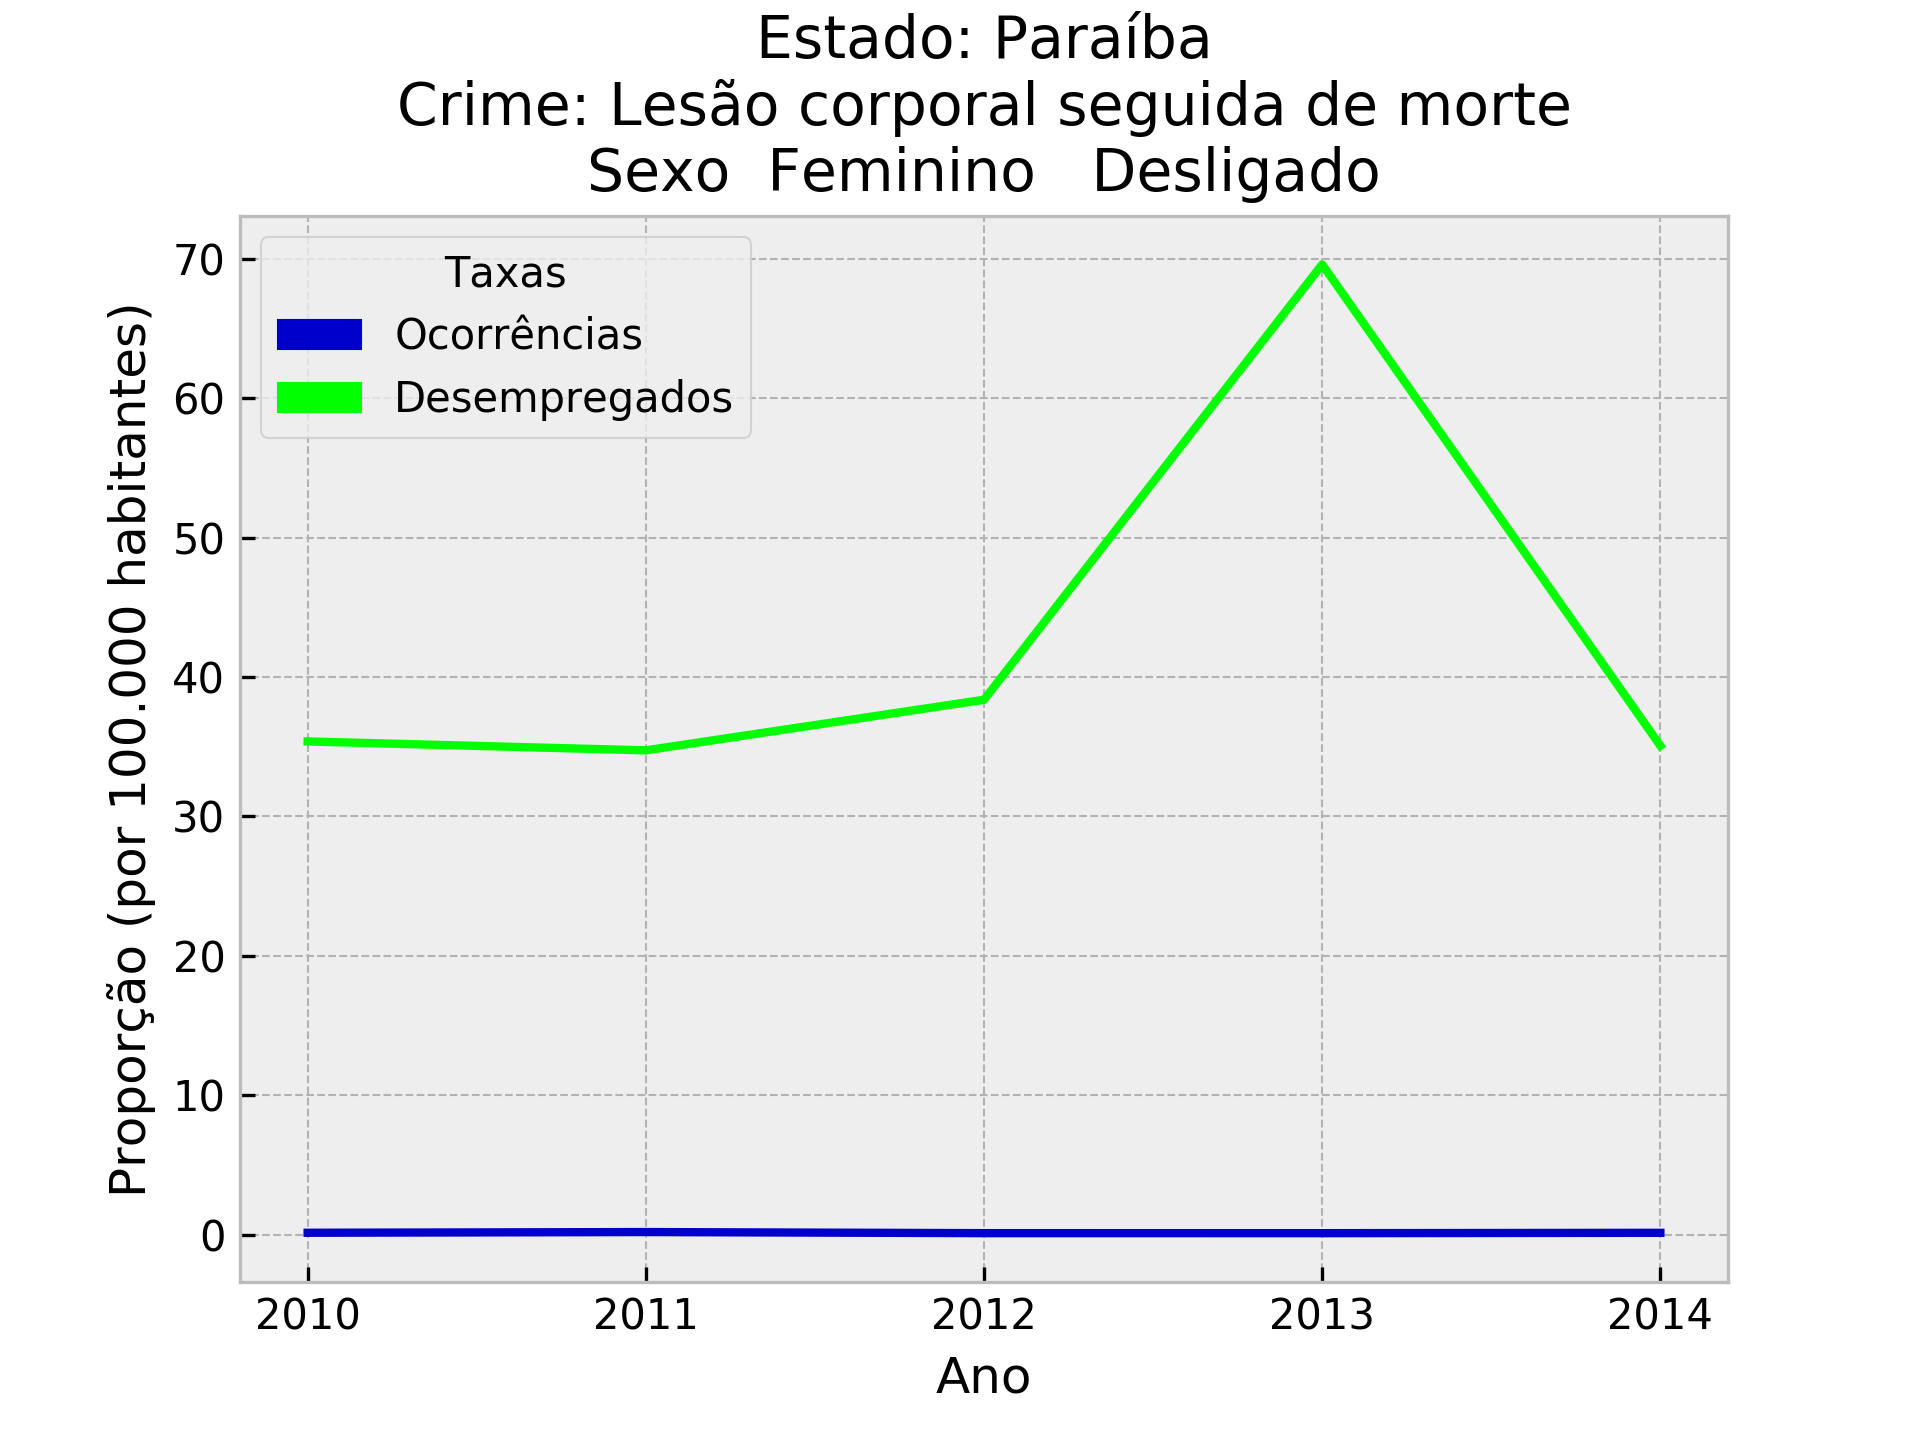 Estado: Paraíba
Crime: Lesão corporal seguida de morte
Sexo  Feminino   Desligado
Proporção (por 100.000 habitantes)
70
60
50
40
30
20
10
0
Taxas
Ocorrências
Desempregados
2010 2011 2012 2013 2014
Ano